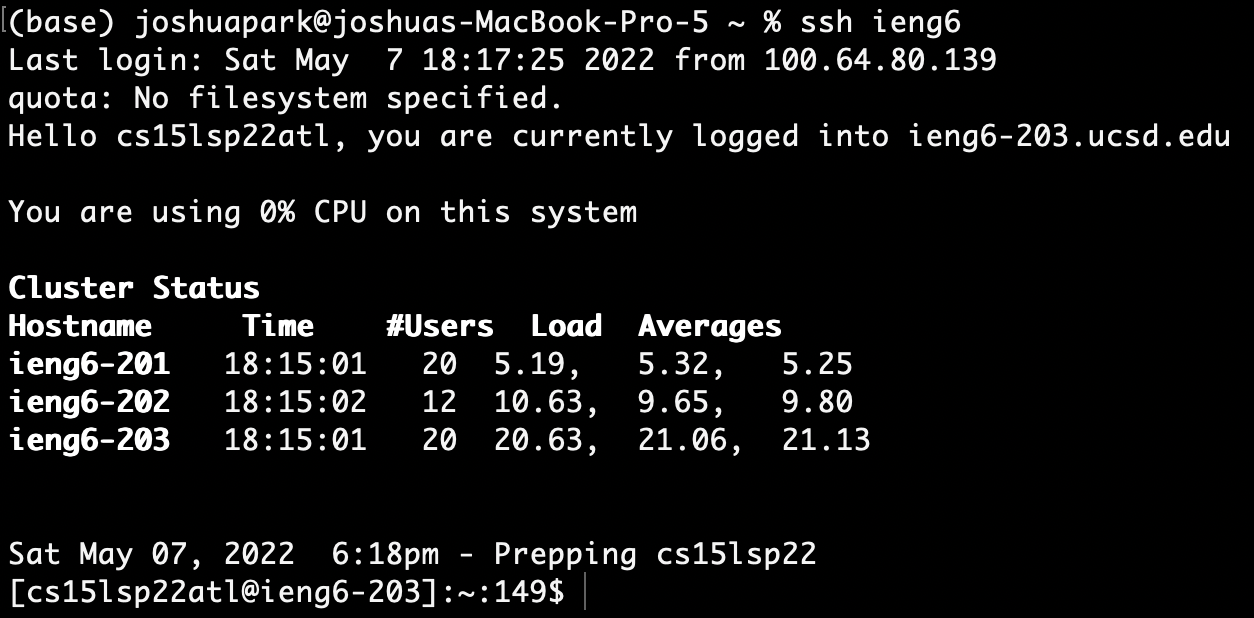 (base) joshuapark@joshuas-MacBook-Pro-5 ~ % ssh ieng6
Last login: Sat May  7 18:17:25 2022 from 100.64.80.139
quota: No filesystem specified.
Hello cs15lsp22atl, you are currently logged into ieng6-203.ucsd.edu
You are using 0% CPU on this system
Cluster Status
Hostname     Time    #Users  Load  Averages
ieng6-201   18:15:01   20  5.19,   5.32,   5.25
ieng6-202   18:15:02   12  10.63,  9.65,   9.80
ieng6-203   18:15:01   20  20.63,  21.06,  21.13
Sat May 07, 2022  6:18pm - Prepping cs15lsp22
[cs15lsp22atl@ieng6-203]:~:149$